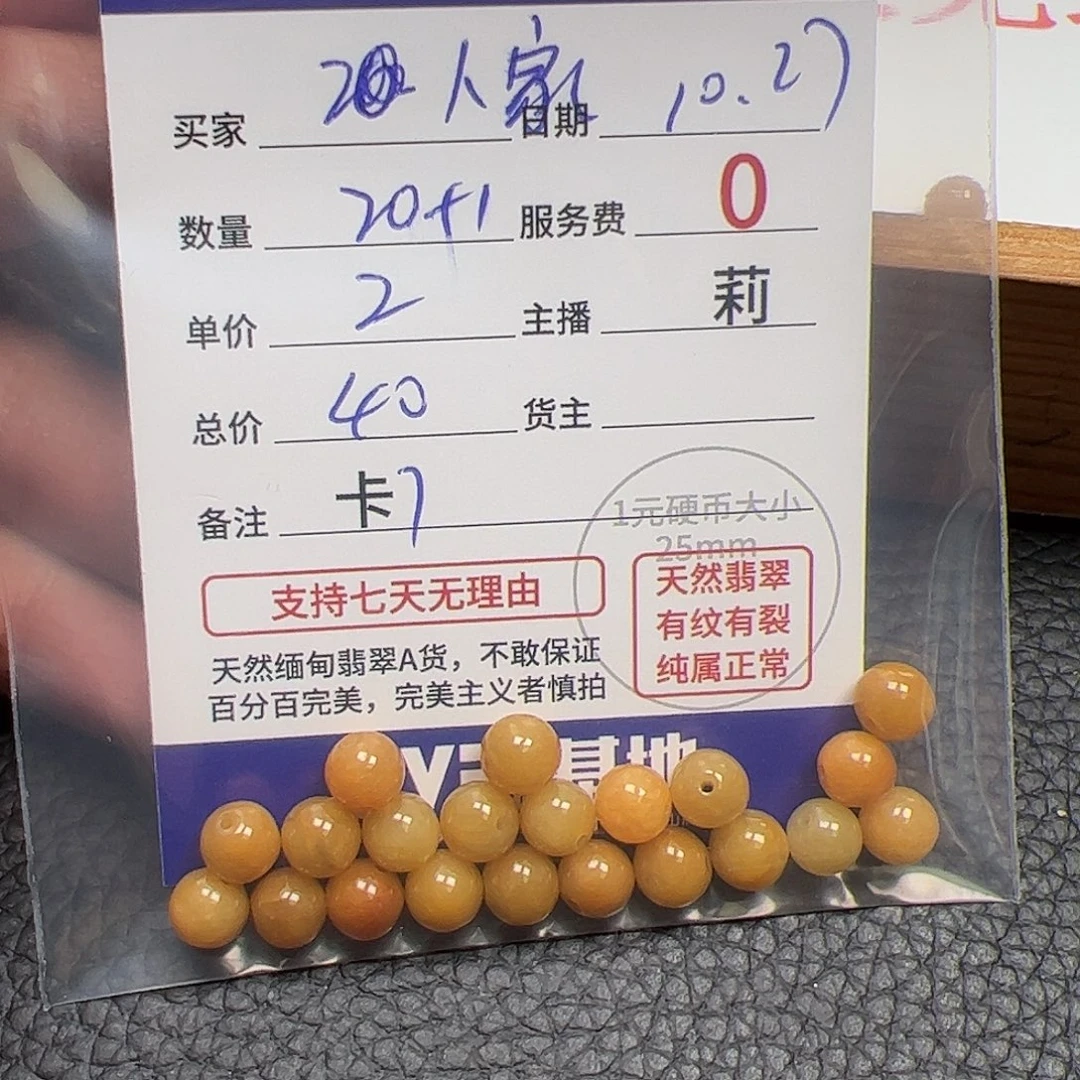 买家 人家 日期 10.27
数量 20+1 服务费 0
单价 2 主播 莉
总价 40 货主
备注 卡7
1元硬币大小
25mm
支持七天无理由
天然翡翠
有纹有裂
纯属正常
天然缅甸翡翠A货，不敢保证
百分百完美，完美主义者慎拍
基地